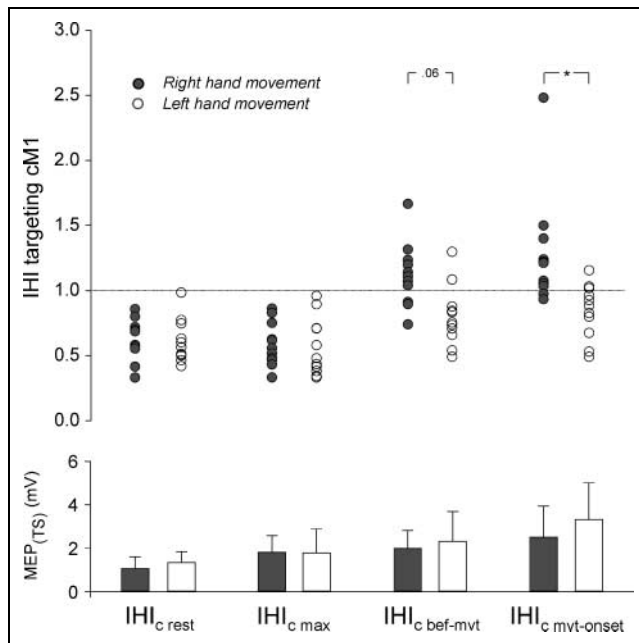 3.0
Right hand movement
Left hand movement
.06
*
2.5
2.0
1.5
1.0
0.5
0.0
IHI targeting cM1
6
4
2
0
MEP(TS) (mV)
IHIc rest
IHIc max
IHIc bef-mvt
IHIc mvt-onset